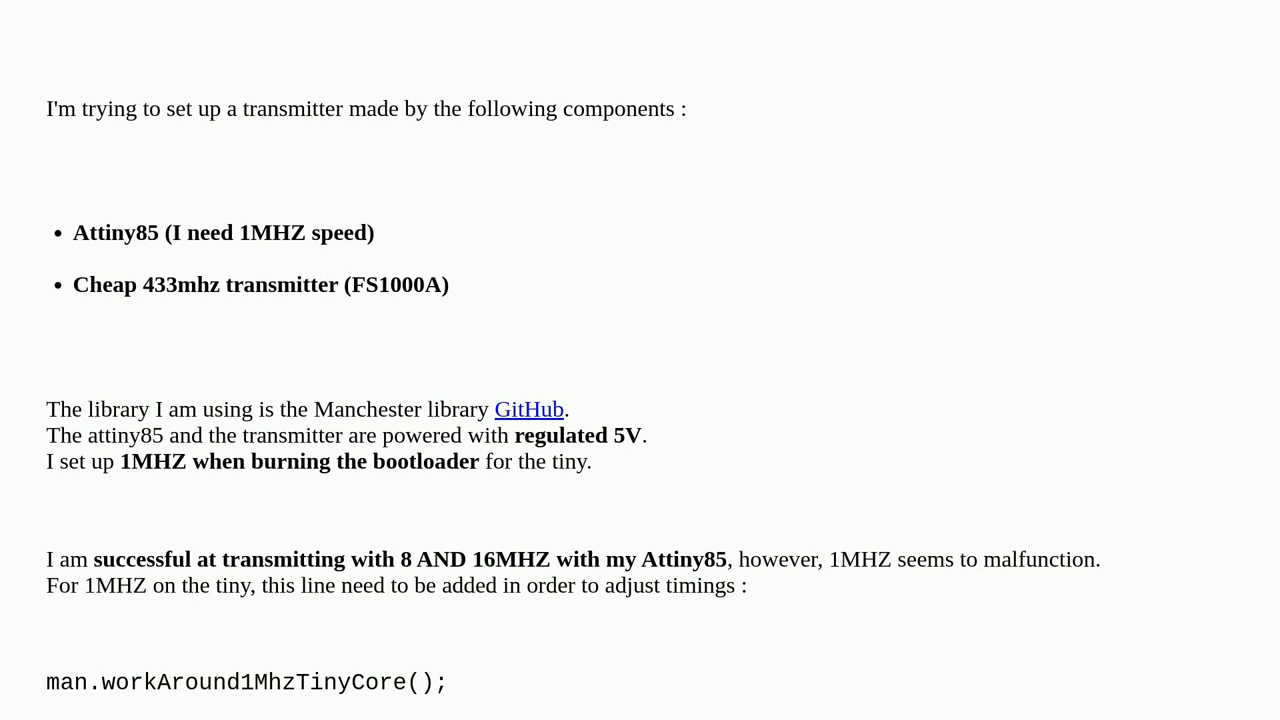 I'm trying to set up a transmitter made by the following components :
• Attiny85 (I need 1MHZ speed)
• Cheap 433mhz transmitter (FS1000A)
The library I am using is the Manchester library GitHub.
The attiny85 and the transmitter are powered with regulated 5V.
I set up 1MHZ when burning the bootloader for the tiny.
I am successful at transmitting with 8 AND 16MHZ with my Attiny85, however, 1MHZ seems to malfunction.
For 1MHZ on the tiny, this line need to be added in order to adjust timings :
man.workAround1MhzTinyCore();